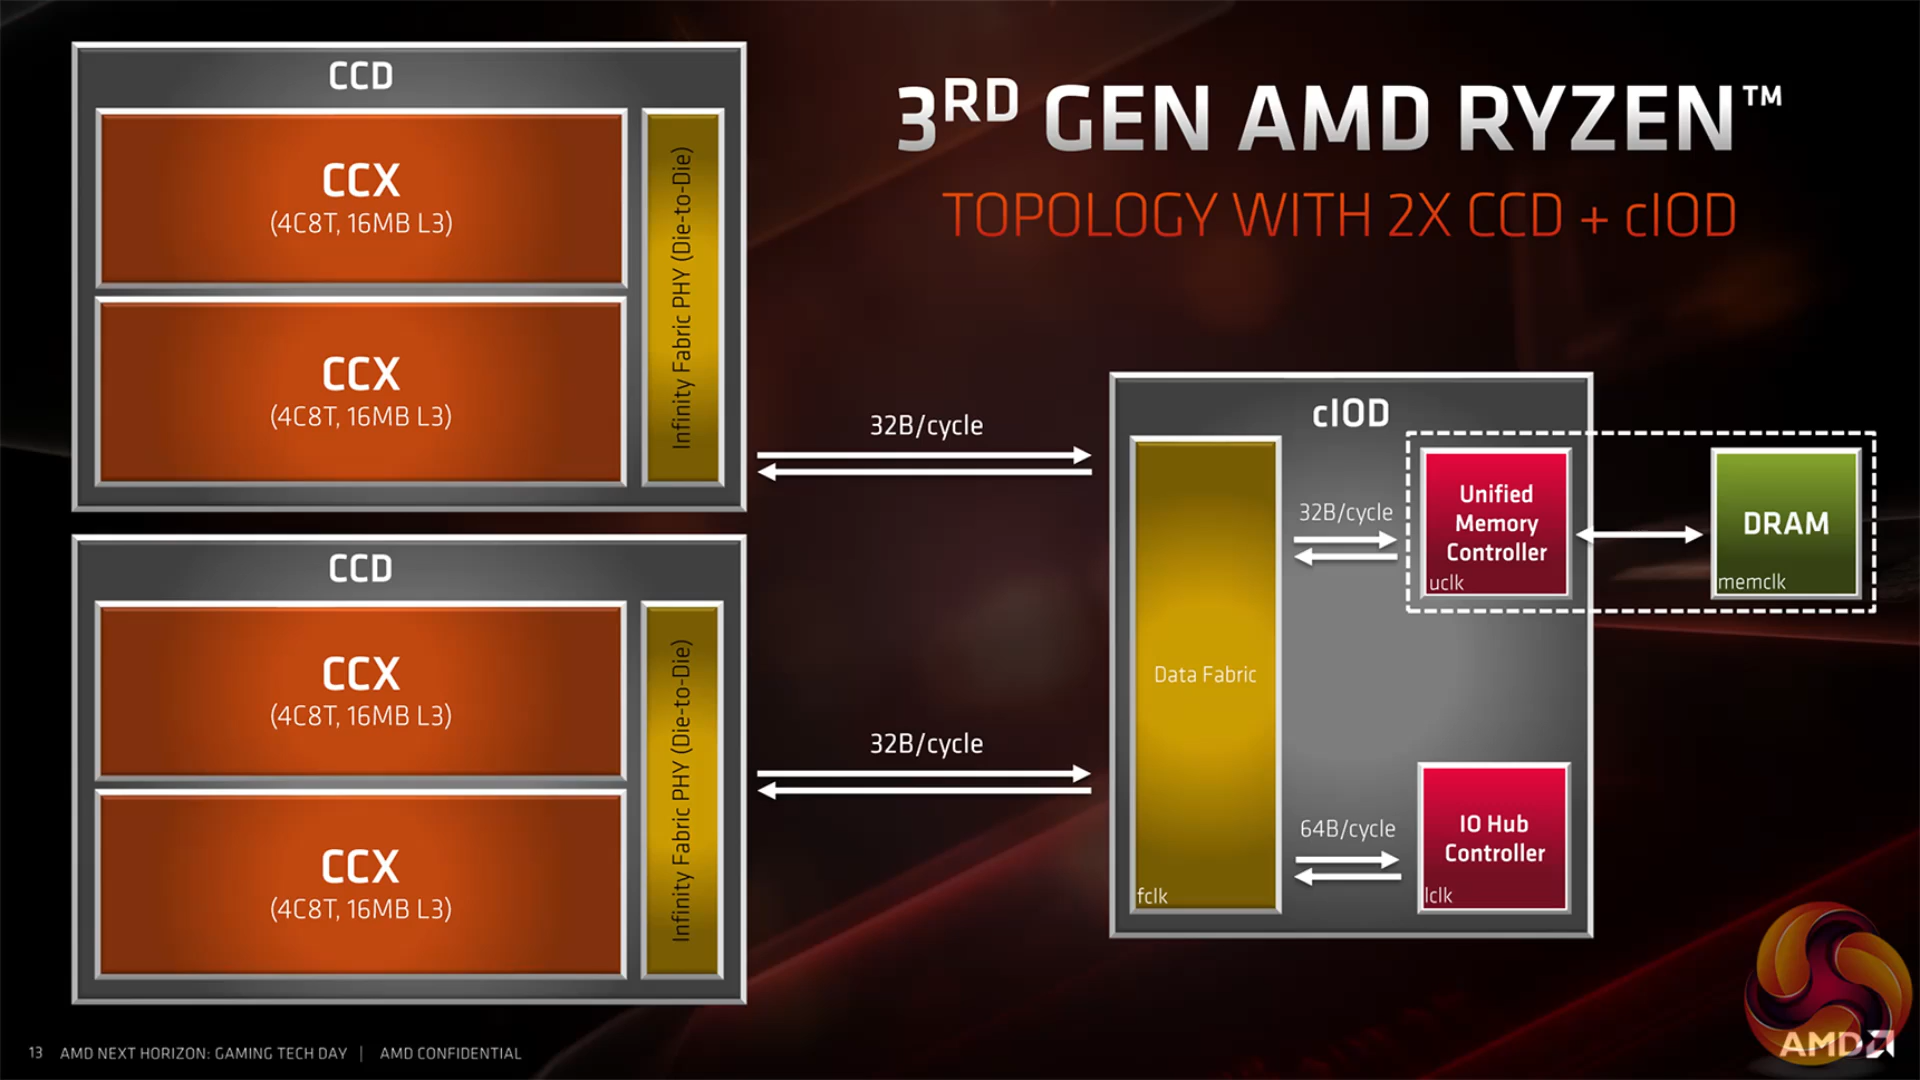 3RD GEN AMD RYZEN™
TOPOLOGY WITH 2X CCD + cIOD
CCD
CCX
(4C8T, 16MB L3)
CCX
(4C8T, 16MB L3)
Infinity Fabric PHY (Die-to-Die)
32B/cycle
CCD
CCX
(4C8T, 16MB L3)
CCX
(4C8T, 16MB L3)
Infinity Fabric PHY (Die-to-Die)
32B/cycle
cIOD
Data Fabric
fclk
32B/cycle
Unified
Memory
Controller
uclk
DRAM
memclk
64B/cycle
IO Hub
Controller
lclk
13 AMD NEXT HORIZON: GAMING TECH DAY | AMD CONFIDENTIAL
AMD